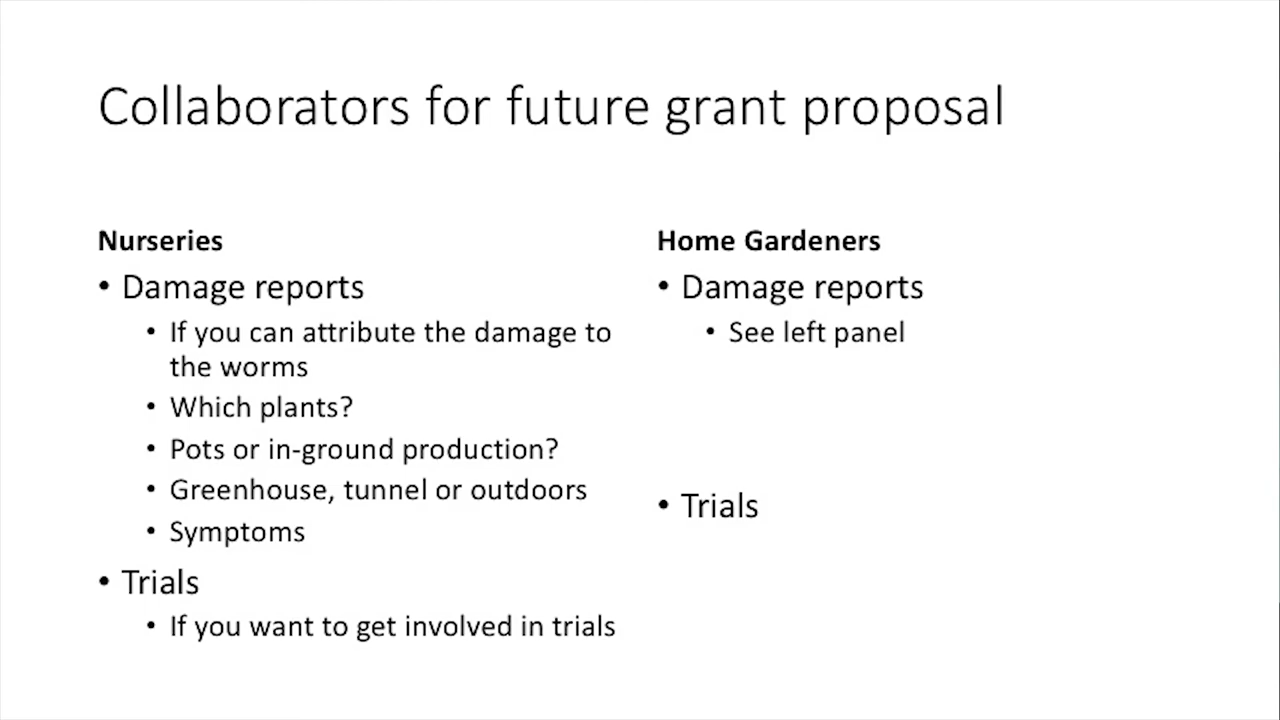 Collaborators for future grant proposal
Nurseries
• Damage reports
• If you can attribute the damage to
the worms
• Which plants?
• Pots or in-ground production?
• Greenhouse, tunnel or outdoors
• Symptoms
• Trials
• If you want to get involved in trials
Home Gardeners
• Damage reports
• See left panel
• Trials